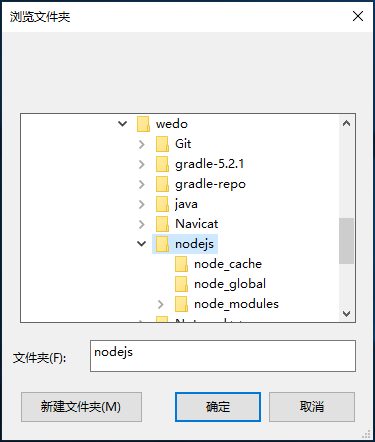 浏览文件夹
wedo
Git
gradle-5.2.1
gradle-repo
java
Navicat
nodejs
node_cache
node_global
node_modules
文件夹(F):
nodejs
新建文件夹(M)
确定
取消